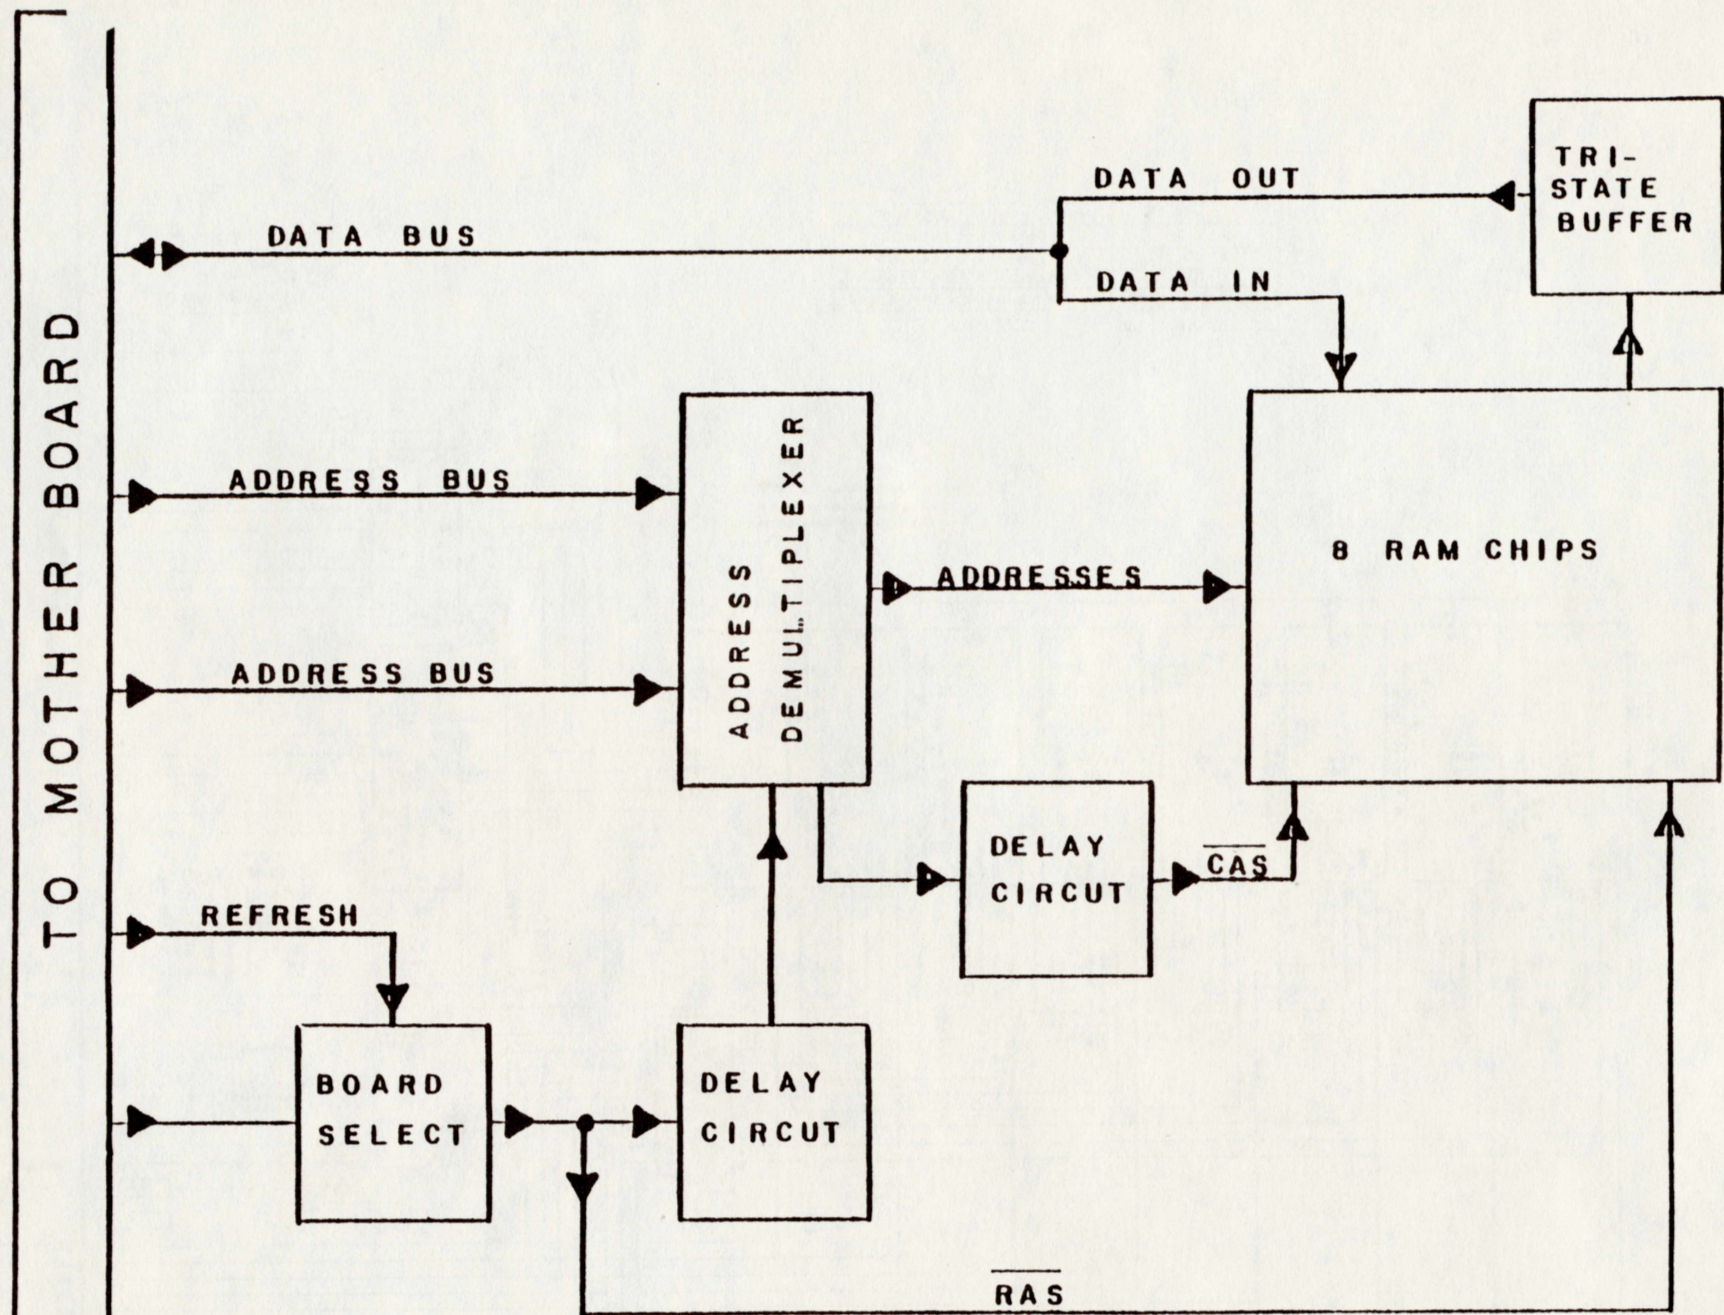 TO MOTHER BOARD
DATA BUS
DATA OUT
DATA IN
TRI-
STATE
BUFFER
ADDRESS BUS
ADDRESS BUS
ADDRESS
DEMULTIPLEXER
ADDRESSES
8 RAM CHIPS
REFRESH
DELAY
CIRCUT
CAS
BOARD
SELECT
DELAY
CIRCUT
RAS